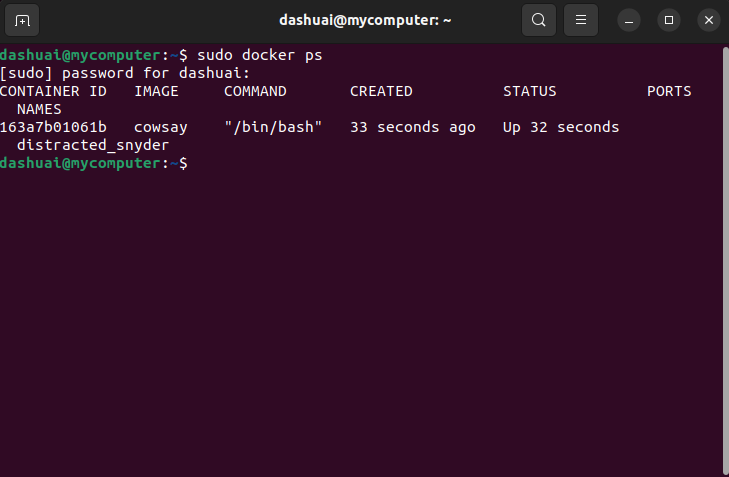 dashuai@mycomputer: ~
dashuai@mycomputer:~$ sudo docker ps
[sudo] password for dashuai:
CONTAINER ID   IMAGE     COMMAND       CREATED          STATUS          PORTS
  NAMES
163a7b01061b   cowsay    "/bin/bash"   33 seconds ago   Up 32 seconds
  distracted_snyder
dashuai@mycomputer:~$